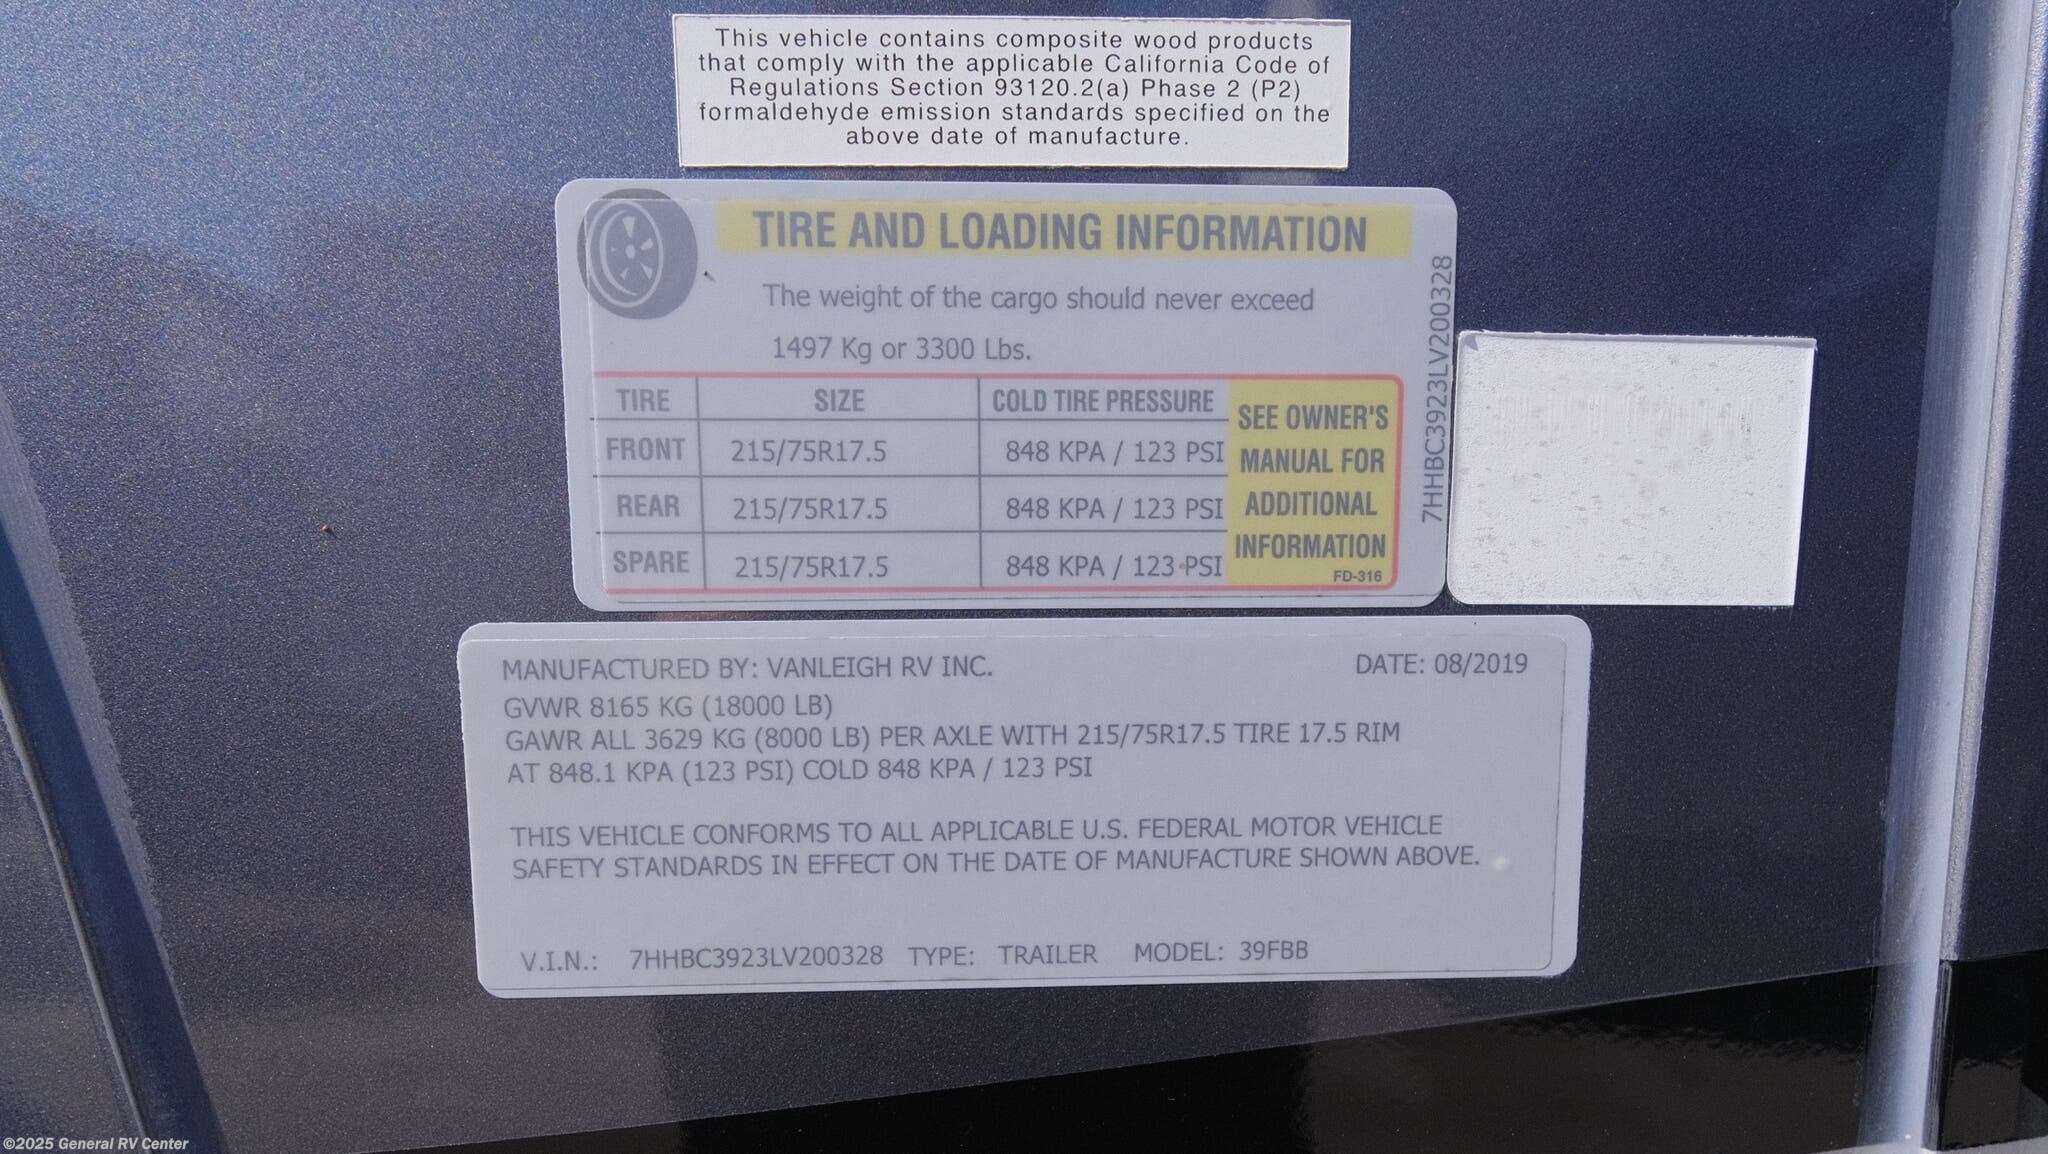 This vehicle contains composite wood products
that comply with the applicable California Code of
Regulations Section 93120.2(a) Phase 2 (P2)
formaldehyde emission standards specified on the
above date of manufacture.
TIRE AND LOADING INFORMATION
The weight of the cargo should never exceed
1497 Kg or 3300 Lbs.
TIRE SIZE COLD TIRE PRESSURE
FRONT 215/75R17.5 848 KPA / 123 PSI
REAR 215/75R17.5 848 KPA / 123 PSI
SPARE 215/75R17.5 848 KPA / 123 PSI
SEE OWNER'S
MANUAL FOR
ADDITIONAL
INFORMATION
FD-316
7HHBC3923LV200328
MANUFACTURED BY: VANLEIGH RV INC. DATE: 08/2019
GVWR 8165 KG (18000 LB)
GAWR ALL 3629 KG (8000 LB) PER AXLE WITH 215/75R17.5 TIRE 17.5 RIM
AT 848.1 KPA (123 PSI) COLD 848 KPA / 123 PSI
THIS VEHICLE CONFORMS TO ALL APPLICABLE U.S. FEDERAL MOTOR VEHICLE
SAFETY STANDARDS IN EFFECT ON THE DATE OF MANUFACTURE SHOWN ABOVE.
V.I.N.: 7HHBC3923LV200328 TYPE: TRAILER MODEL: 39FBB
©2025 General RV Center